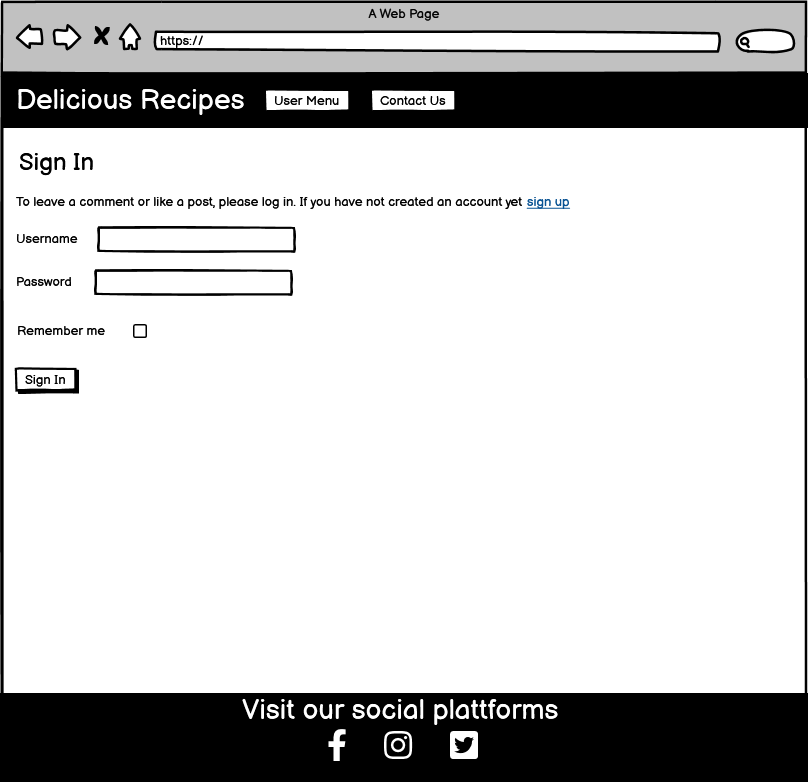 A Web Page
https://
Delicious Recipes User Menu Contact Us
Sign In
To leave a comment or like a post, please log in. If you have not created an account yet sign up
Username
Password
Remember me
Sign In
Visit our social plattforms